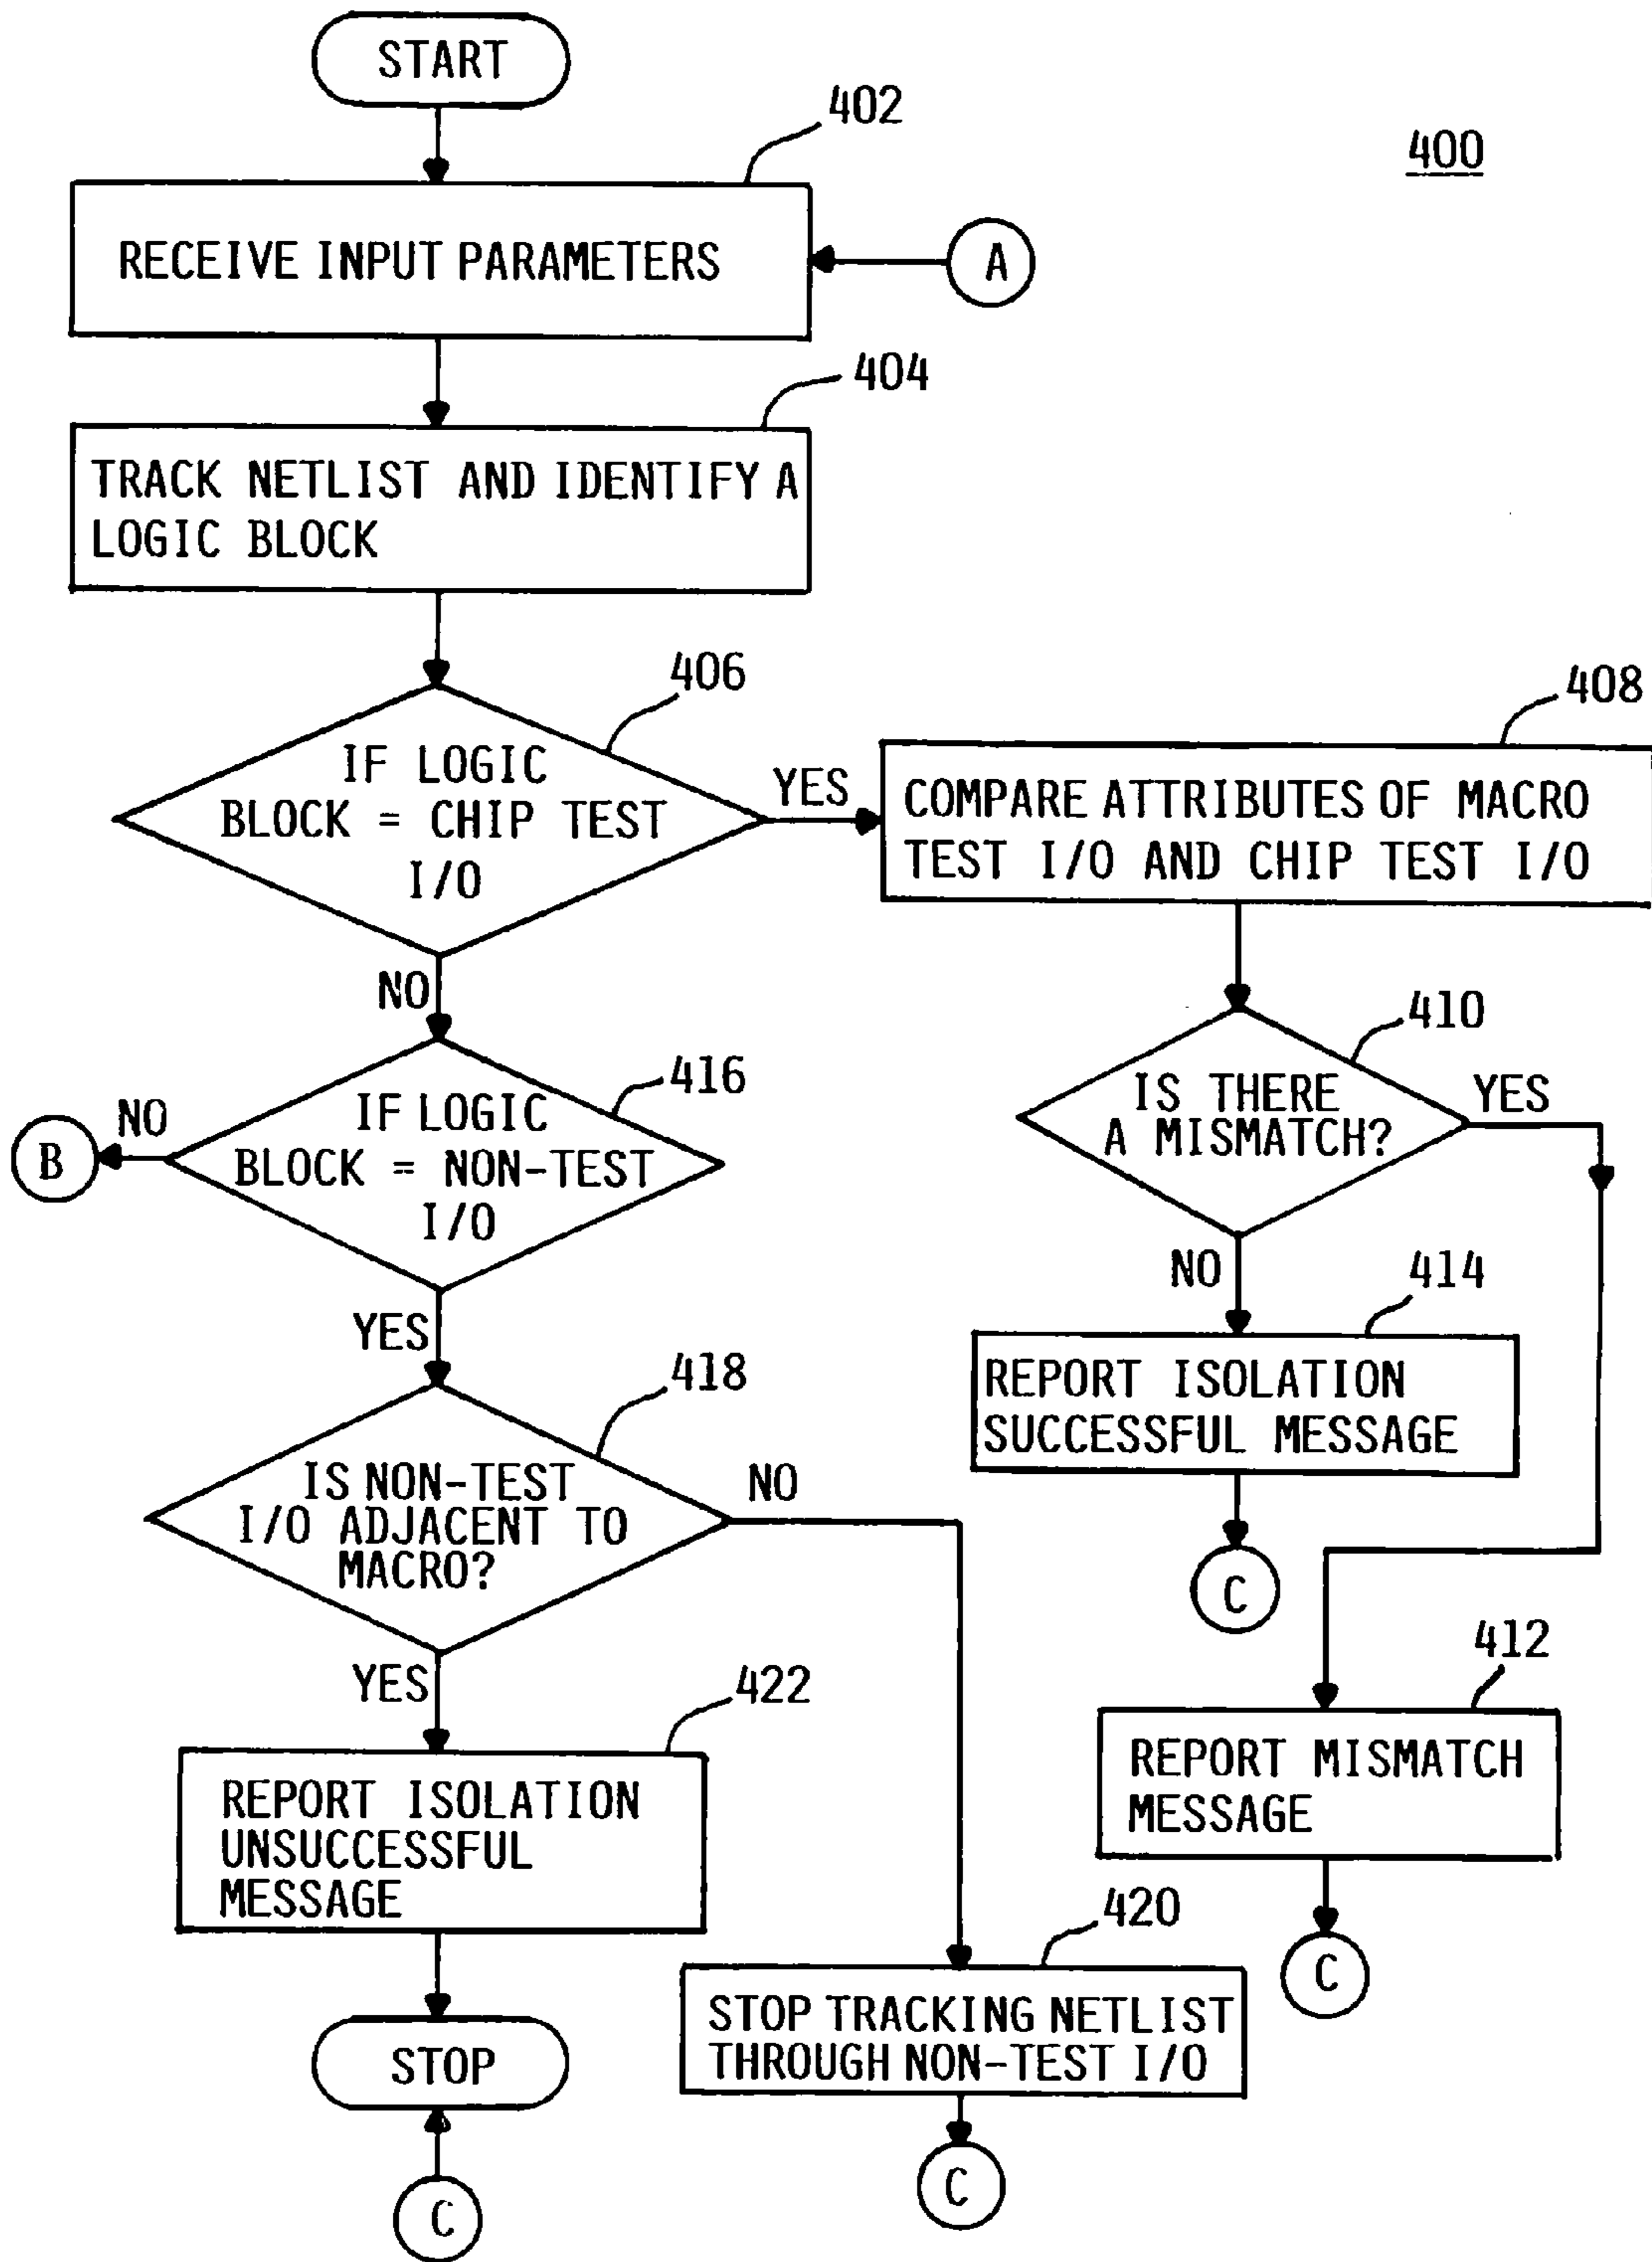 START
402
400
RECEIVE INPUT PARAMETERS
A
404
TRACK NETLIST AND IDENTIFY A
LOGIC BLOCK
406
IF LOGIC
BLOCK = CHIP TEST
I/O
YES
408
COMPARE ATTRIBUTES OF MACRO
TEST I/O AND CHIP TEST I/O
NO
410
IS THERE
A MISMATCH?
YES
416
IF LOGIC
BLOCK = NON-TEST
I/O
NO
B
NO
414
REPORT ISOLATION
SUCCESSFUL MESSAGE
C
YES
418
IS NON-TEST
I/O ADJACENT TO
MACRO?
NO
412
REPORT MISMATCH
MESSAGE
C
YES
422
REPORT ISOLATION
UNSUCCESSFUL
MESSAGE
420
STOP TRACKING NETLIST
THROUGH NON-TEST I/O
C
STOP
C